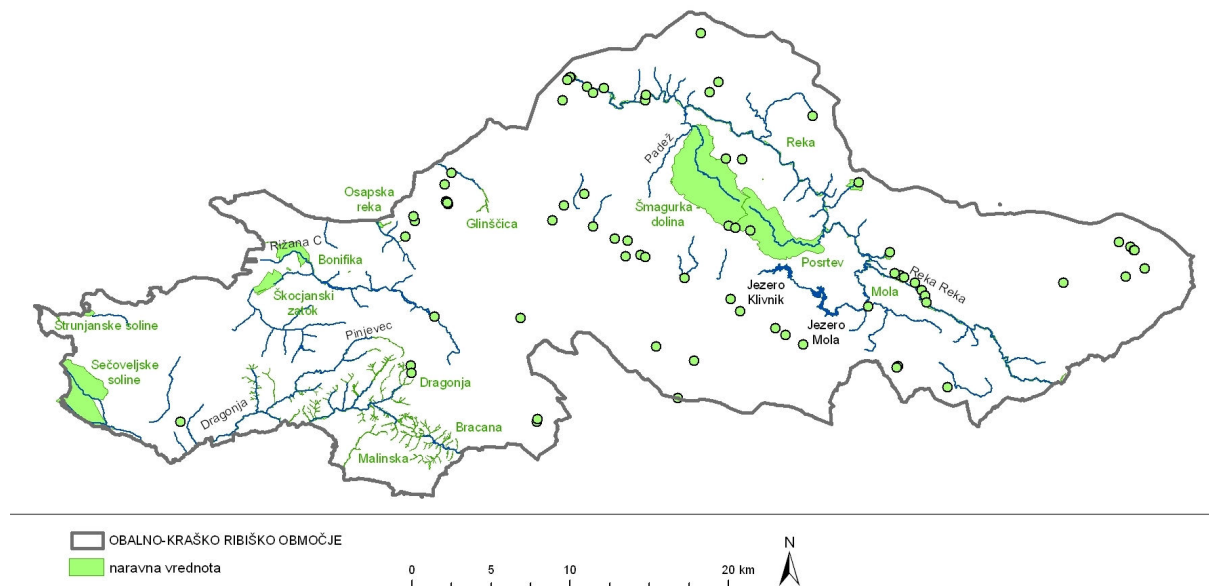 Padež
Reka
Osapska
reka
Glinščica
Šmagurka -
dolina
Rižana C
Bonifika
Posrtev
Reka Reka
Škocjanski
zatok
Jezero
Klivnik
Mola
Štrunjanske soline
Pinjevec
Jezero
Mola
Sečoveljske
soline
Dragonja
Dragonja
Bracana
Malinska
OBALNO-KRAŠKO RIBIŠKO OBMOČJE
naravna vrednota
0 5 10 20 km
N